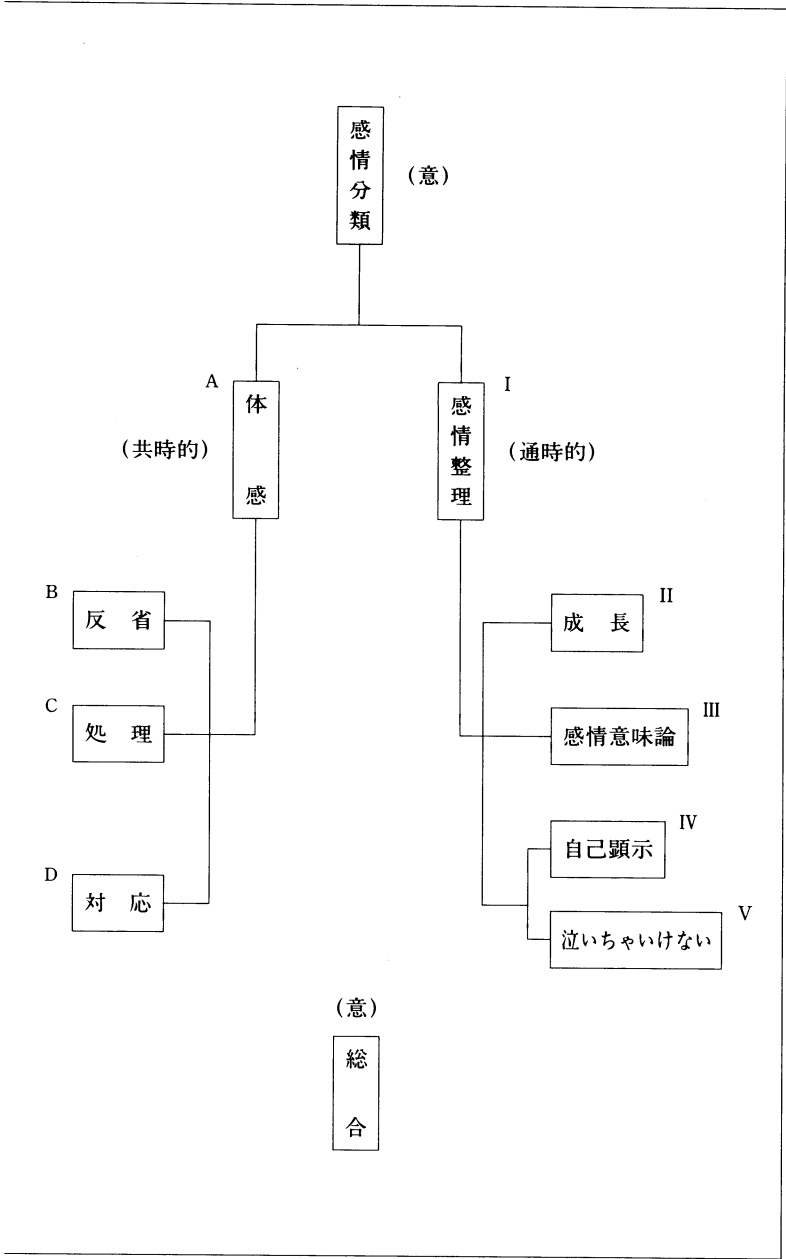 感情分類
(意)
A
体感
(共時的)
I
感情整理
(通時的)
B
反省
II
成長
C
処理
III
感情意味論
IV
自己顕示
D
対応
V
泣いちゃいけない
(意)
総合